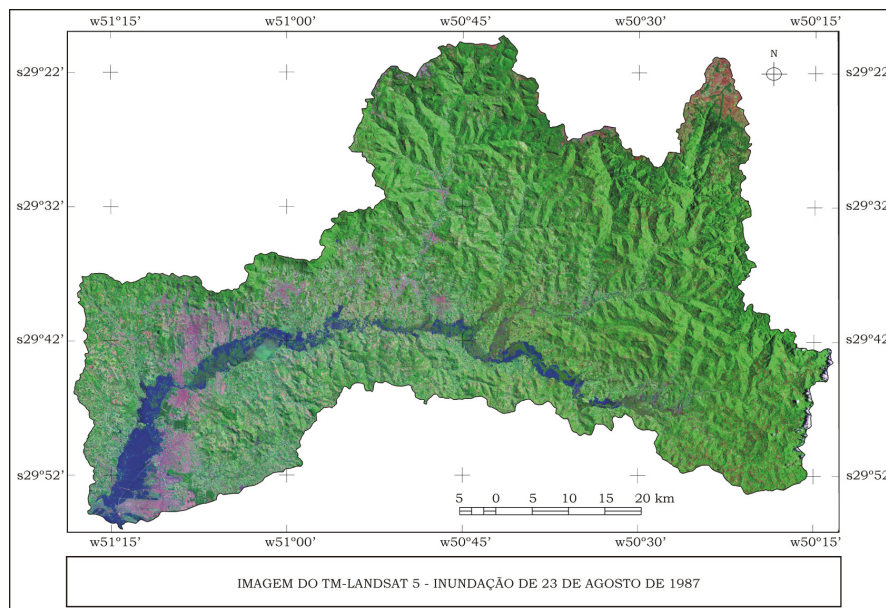 w51°15' w51°00' w50°45' w50°30' w50°15'
N
s29°22' s29°22'
s29°32' s29°32'
s29°42' s29°42'
s29°52' s29°52'
5 0 5 10 15 20 km
w51°15' w51°00' w50°45' w50°30' w50°15'
IMAGEM DO TM-LANDSAT 5 - INUNDAÇÃO DE 23 DE AGOSTO DE 1987